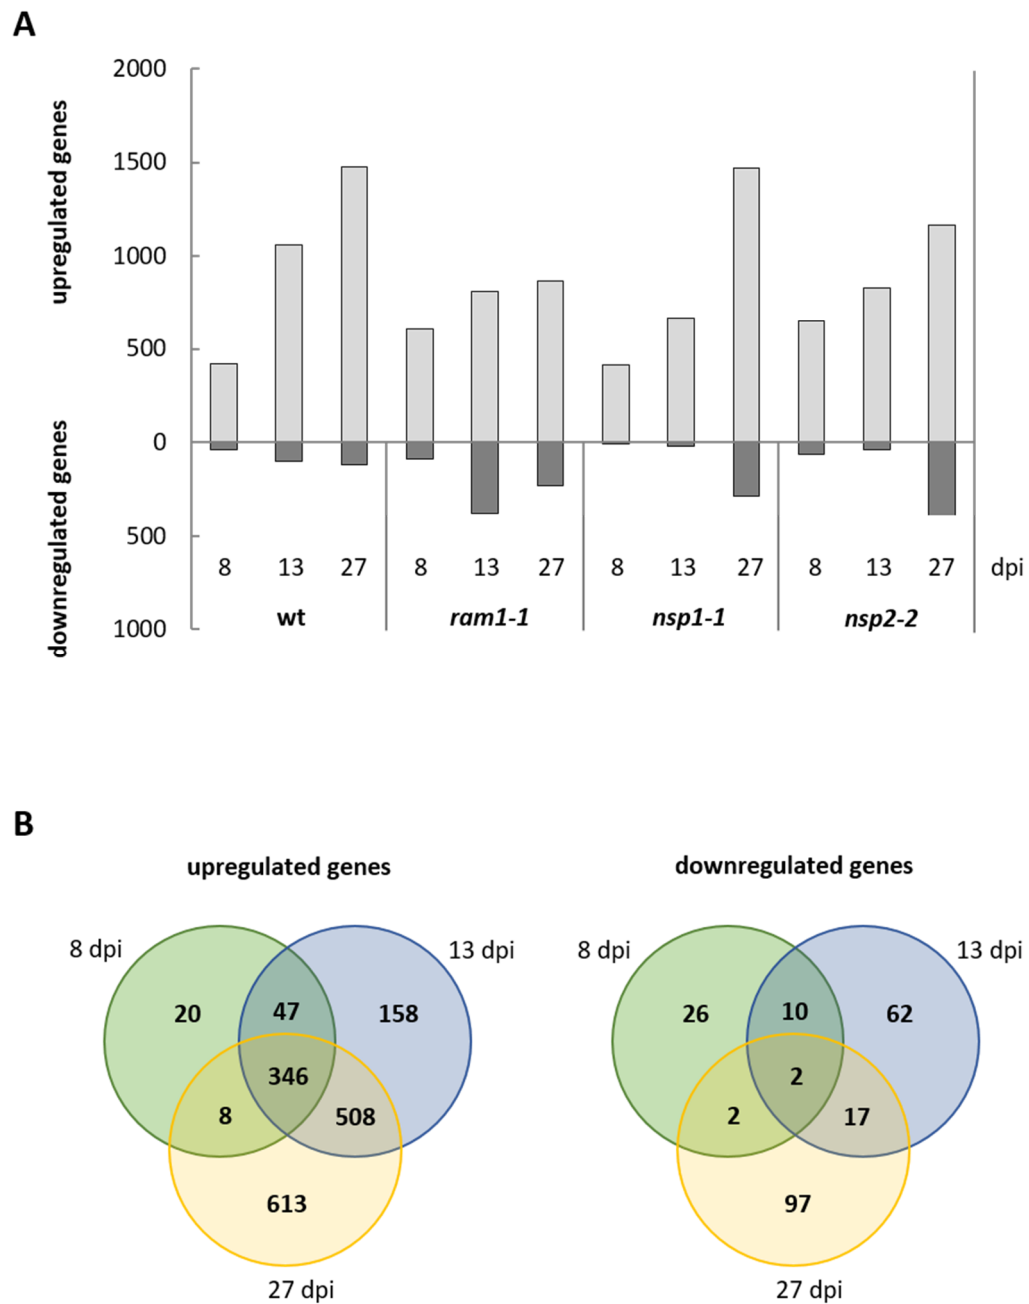 A
2000
1500
1000
500
0
500
1000
upregulated genes
downregulated genes
8 13 27 8 13 27 8 13 27 8 13 27 dpi
wt ram1-1 nsp1-1 nsp2-2
B
upregulated genes
8 dpi
13 dpi
20
47
158
346
8
508
613
27 dpi
downregulated genes
8 dpi
13 dpi
26
10
62
2
2
17
97
27 dpi